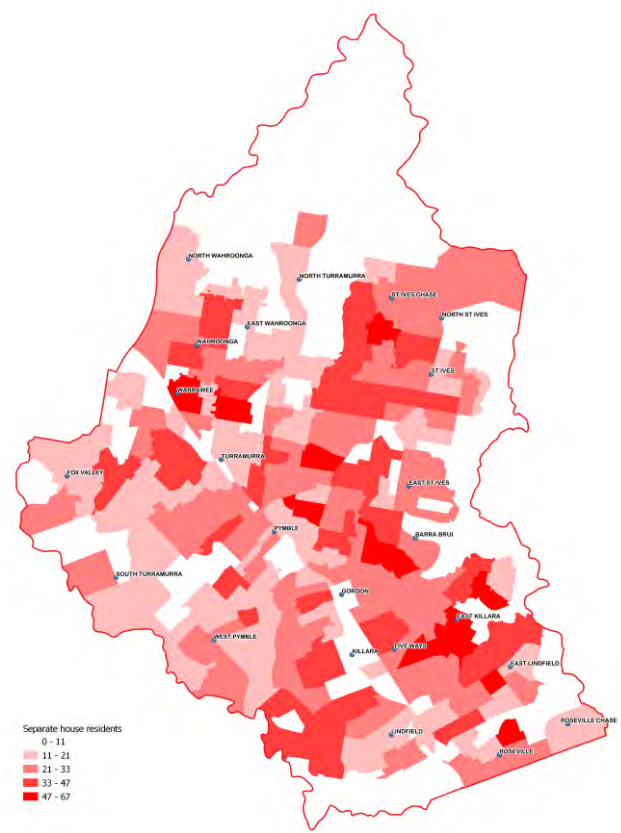 NORTH WAHROONGA
NORTH TURRAMURRA
ST IVES CHASE
NORTH ST IVES
EAST WAHROONGA
WAHROONGA
ST IVES
WARRAWEE
TURRAMURRA
FOX VALLEY
EAST ST IVES
PYMBLE
BARRA BRUI
SOUTH TURRAMURRA
GORDON
EAST KILLARA
WEST PYMBLE
FIVE WAYS
KILLARA
EAST LINDFIELD
ROSEVILLE CHASE
LINDFIELD
ROSEVILLE
Separate house residents
0 - 11
11 - 21
21 - 33
33 - 47
47 - 67